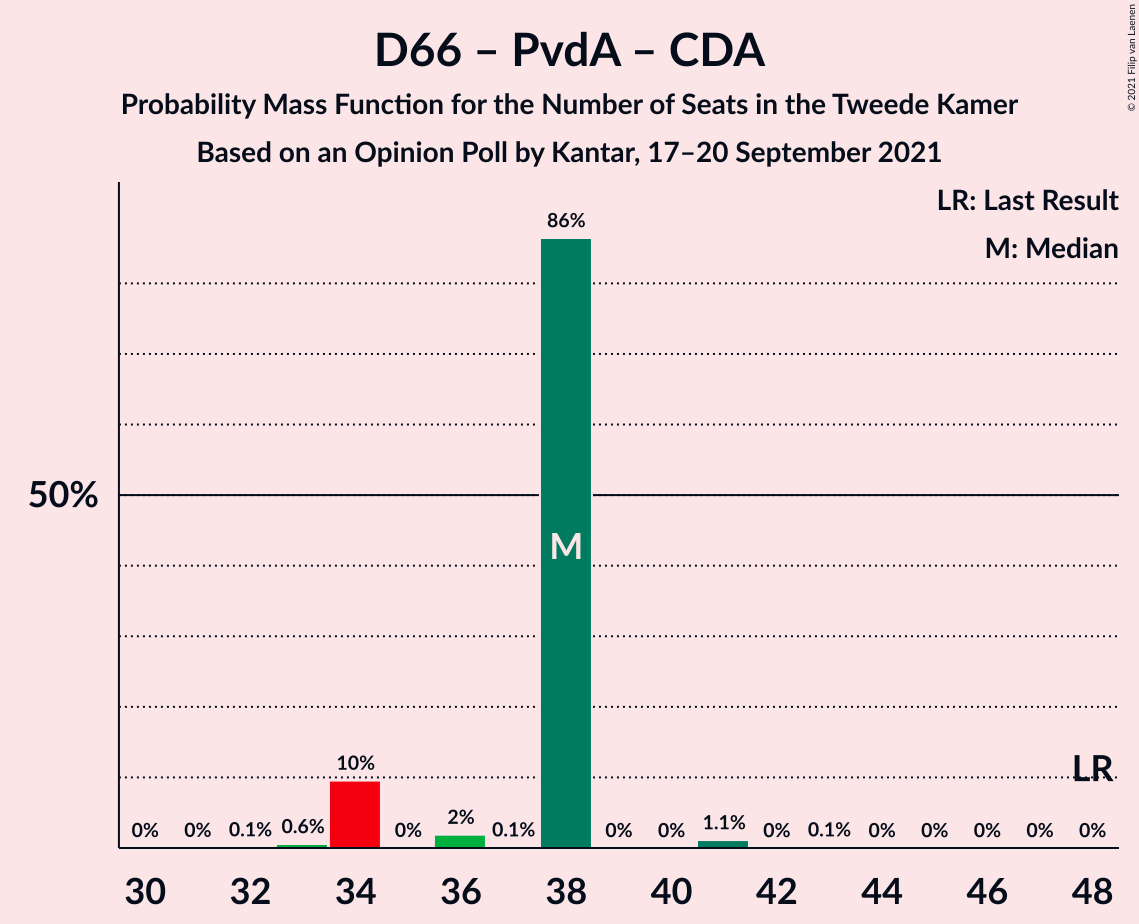 D66 – PvdA – CDA
Probability Mass Function for the Number of Seats in the Tweede Kamer
Based on an Opinion Poll by Kantar, 17–20 September 2021
© 2021 Filip van Laenen
LR: Last Result
M: Median
86%
50%
M
10%
LR
0% 0% 0.1% 0.6% 0% 2% 0.1% 0% 0% 1.1% 0% 0.1% 0% 0% 0% 0% 0%
30 32 34 36 38 40 42 44 46 48